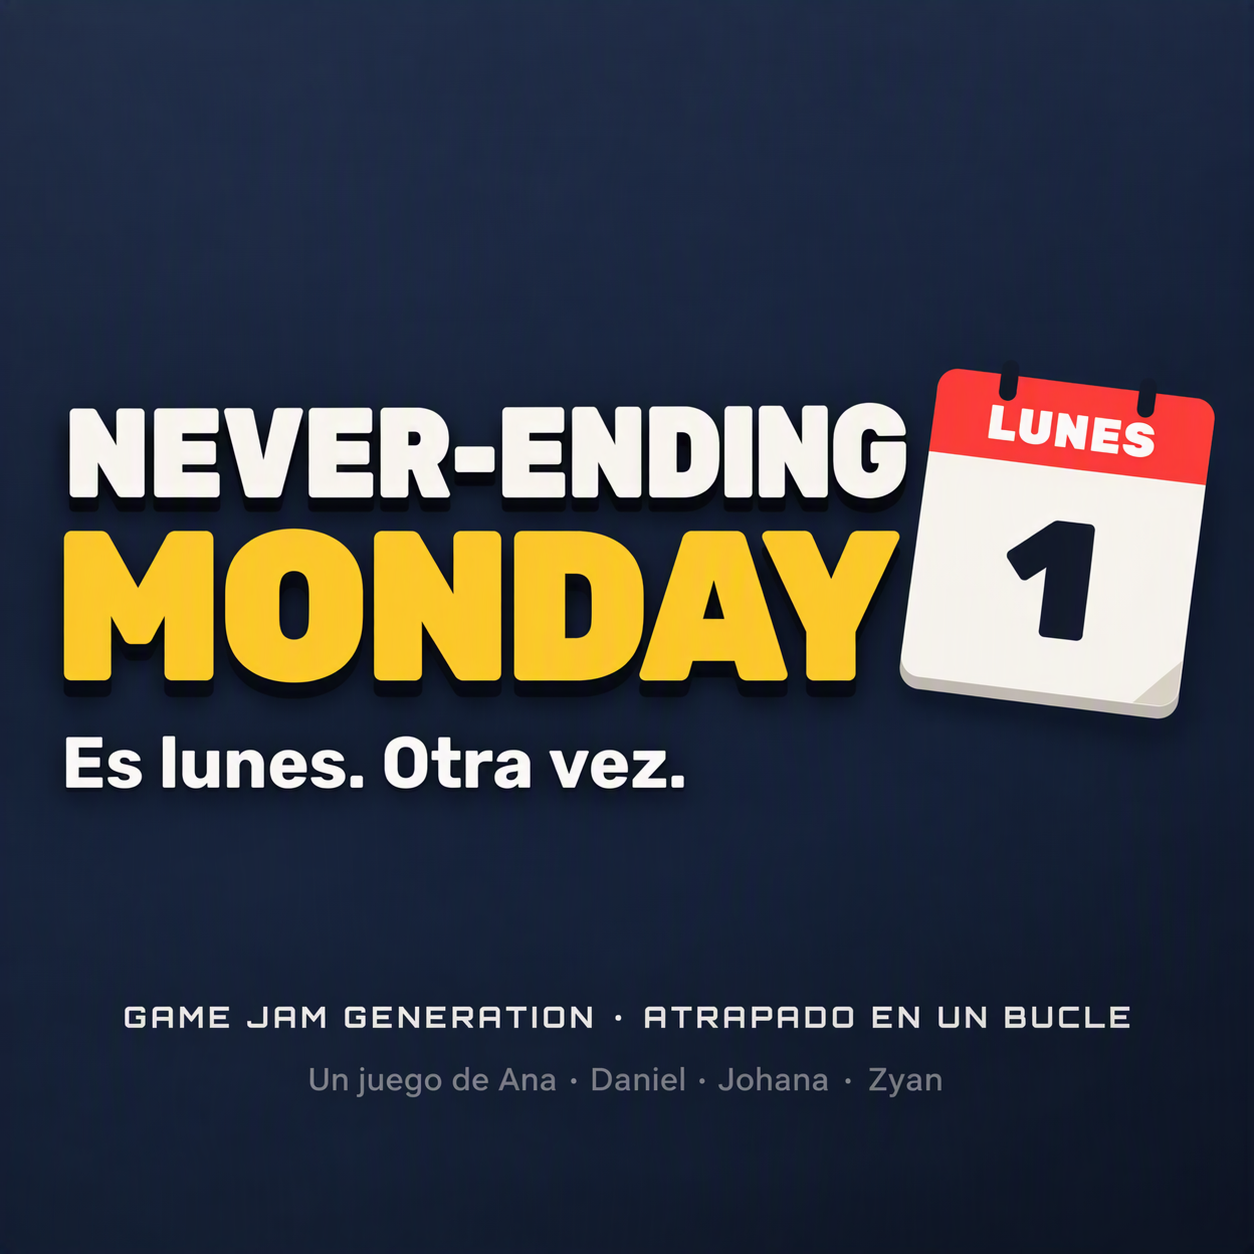 NEVER-ENDING
MONDAY
LUNES
1
Es lunes. Otra vez.
GAME JAM GENERATION · ATRAPADO EN UN BUCLE
Un juego de Ana · Daniel · Johana · Zyan